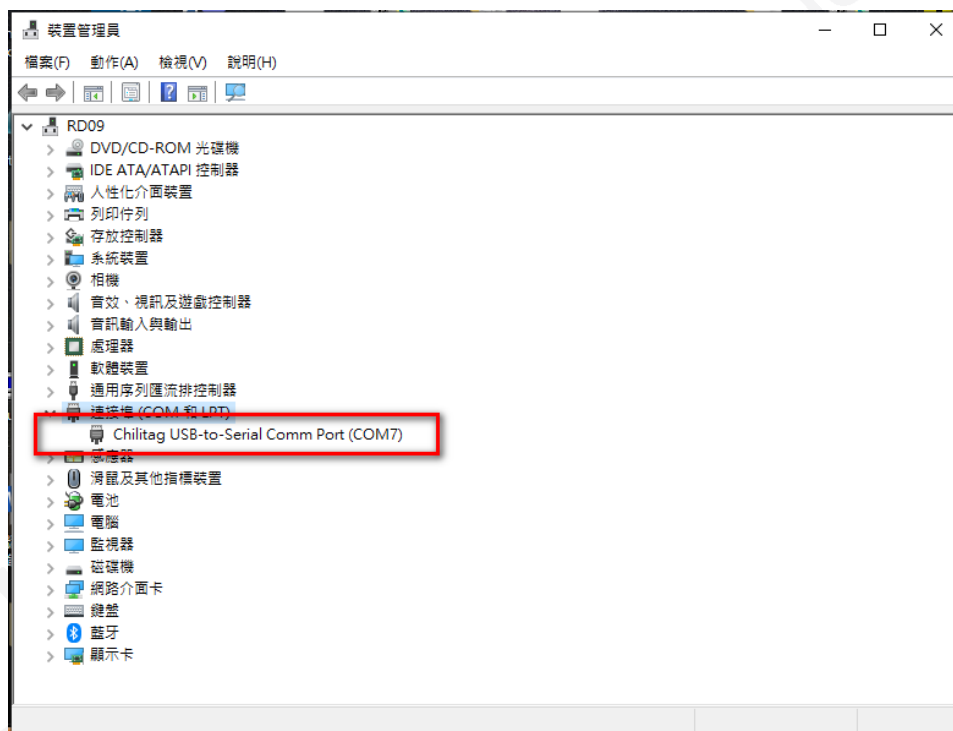 裝置管理員
檔案(F) 動作(A) 檢視(V) 說明(H)
RD09
DVD/CD-ROM 光碟機
IDE ATA/ATAPI 控制器
人性化介面裝置
列印佇列
存放控制器
系統裝置
相機
音效、視訊及遊戲控制器
音訊輸入與輸出
處理器
軟體裝置
通用序列匯流排控制器
連接埠 (COM 和 LPT)
Chilitag USB-to-Serial Comm Port (COM7)
感應器
滑鼠及其他指標裝置
電池
電腦
監視器
磁碟機
網路介面卡
鍵盤
藍牙
顯示卡